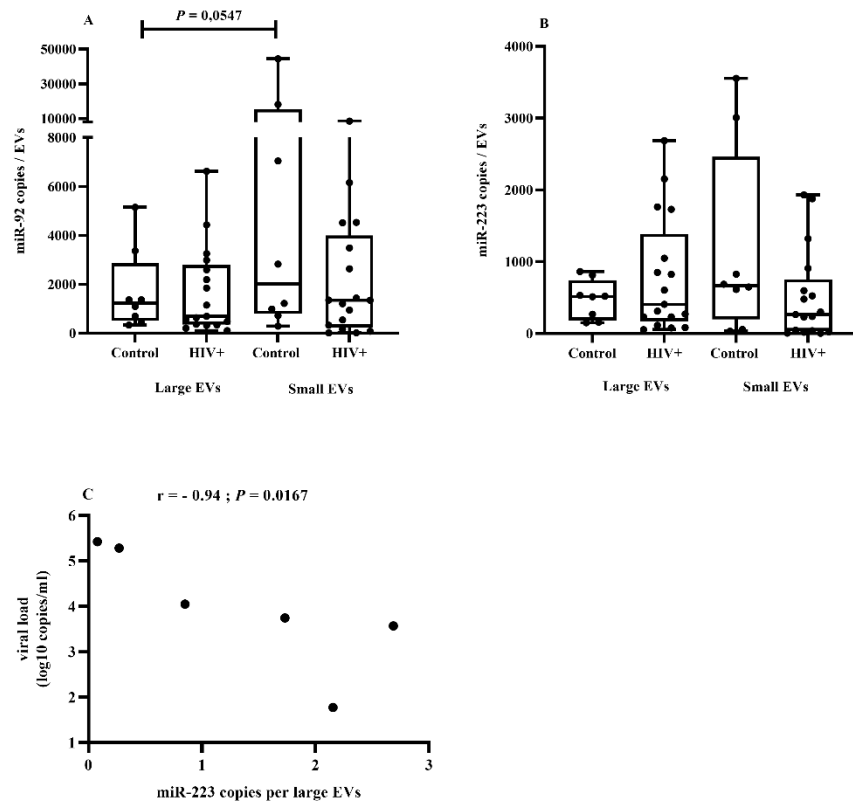 A
P = 0,0547
50000
30000
10000
8000
6000
4000
2000
0
miR-92 copies / EVs
Control
HIV+
Control
HIV+
Large EVs
Small EVs
B
4000
3000
2000
1000
0
miR-223 copies / EVs
Control
HIV+
Control
HIV+
Large EVs
Small EVs
C
r = - 0.94 ; P = 0.0167
6
5
4
3
2
1
viral load
(log10 copies/ml)
0
1
2
3
miR-223 copies per large EVs